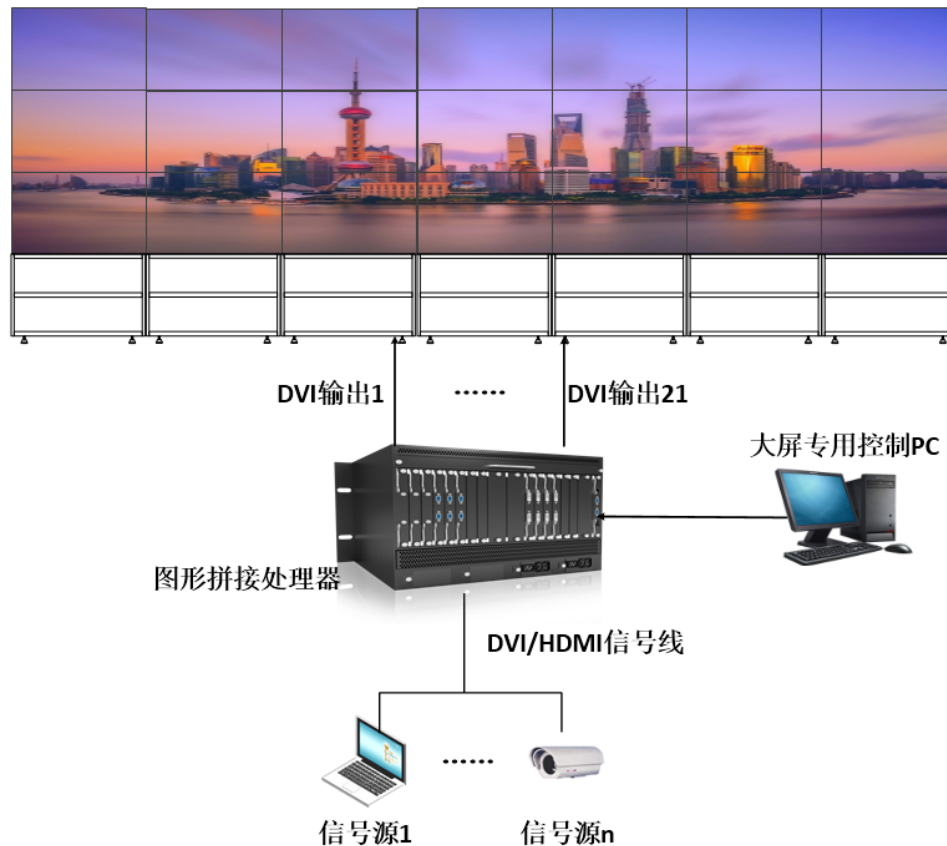 DVI输出1
……
DVI输出21
大屏专用控制PC
图形拼接处理器
DVI/HDMI信号线
……
信号源1
信号源n